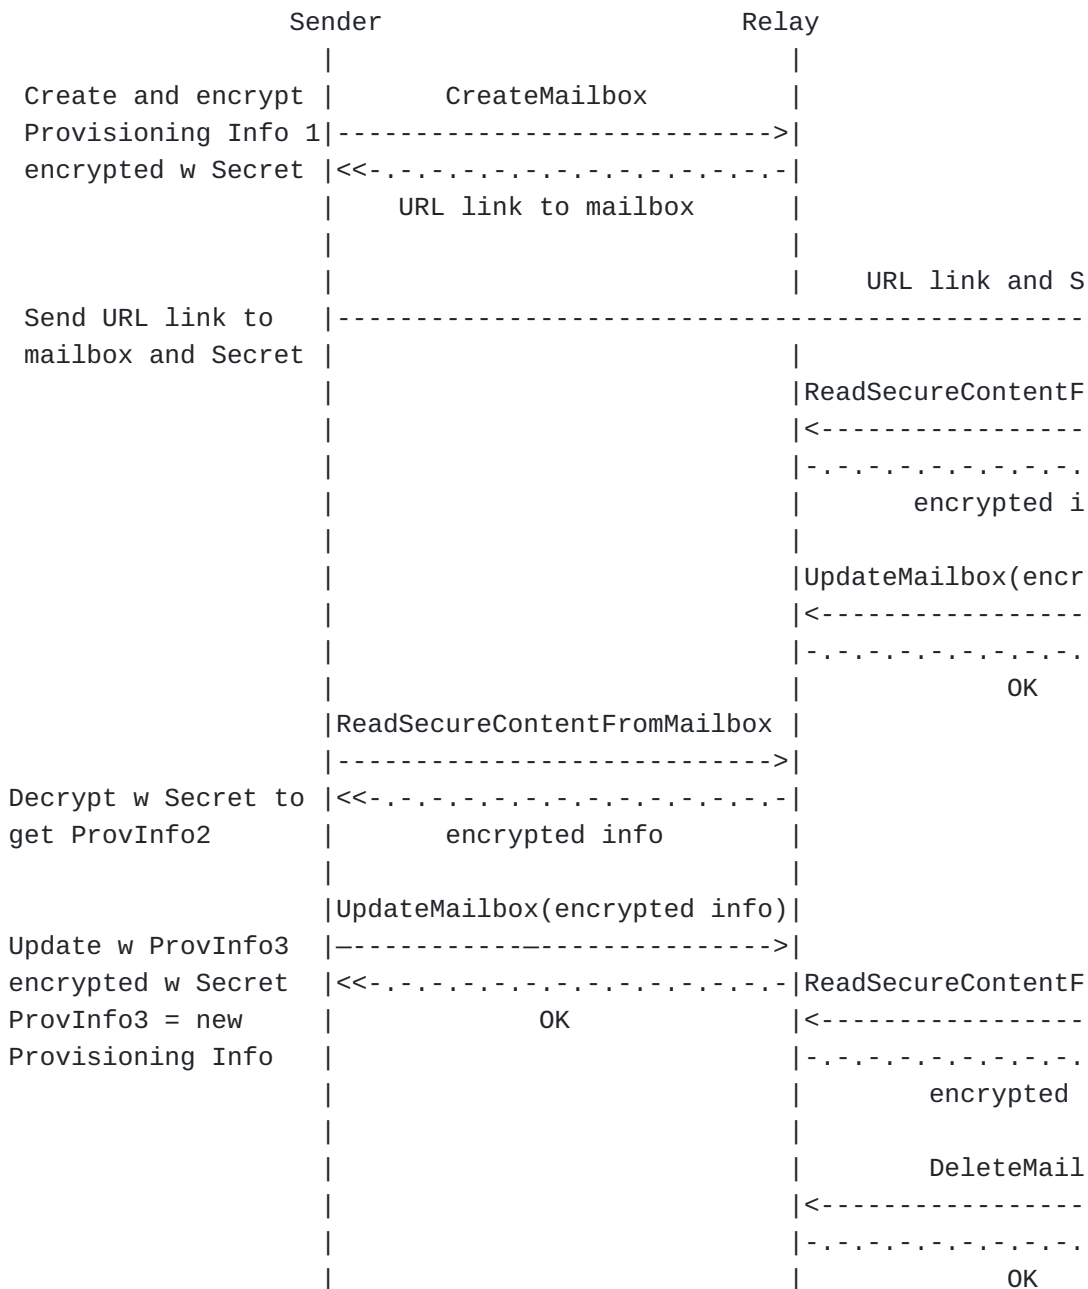 Sender                       Relay
                    |                             |
 Create and encrypt |       CreateMailbox         |
 Provisioning Info 1|---------------------------->|
 encrypted w Secret |<<-.-.-.-.-.-.-.-.-.-.-.-.-.-|
                    |    URL link to mailbox      |
                    |                             |
                    |                             |    URL link and S
 Send URL link to   |------------------------------------------------
 mailbox and Secret |                             |
                    |                             |ReadSecureContentF
                    |                             |<-----------------
                    |                             |-.-.-.-.-.-.-.-.-.
                    |                             |       encrypted i
                    |                             |
                    |                             |UpdateMailbox(encr
                    |                             |<-----------------
                    |                             |-.-.-.-.-.-.-.-.-.
                    |                             |             OK
                    |ReadSecureContentFromMailbox |
                    |---------------------------->|
Decrypt w Secret to |<<-.-.-.-.-.-.-.-.-.-.-.-.-.-|
get ProvInfo2       |       encrypted info        |
                    |                             |
                    |UpdateMailbox(encrypted info)|
Update w ProvInfo3  |—-----------—--------------->|
encrypted w Secret  |<<-.-.-.-.-.-.-.-.-.-.-.-.-.-|ReadSecureContentF
ProvInfo3 = new     |             OK              |<-----------------
Provisioning Info   |                             |-.-.-.-.-.-.-.-.-.
                    |                             |        encrypted
                    |                             |
                    |                             |        DeleteMail
                    |                             |<-----------------
                    |                             |-.-.-.-.-.-.-.-.-.
                    |                             |             OK